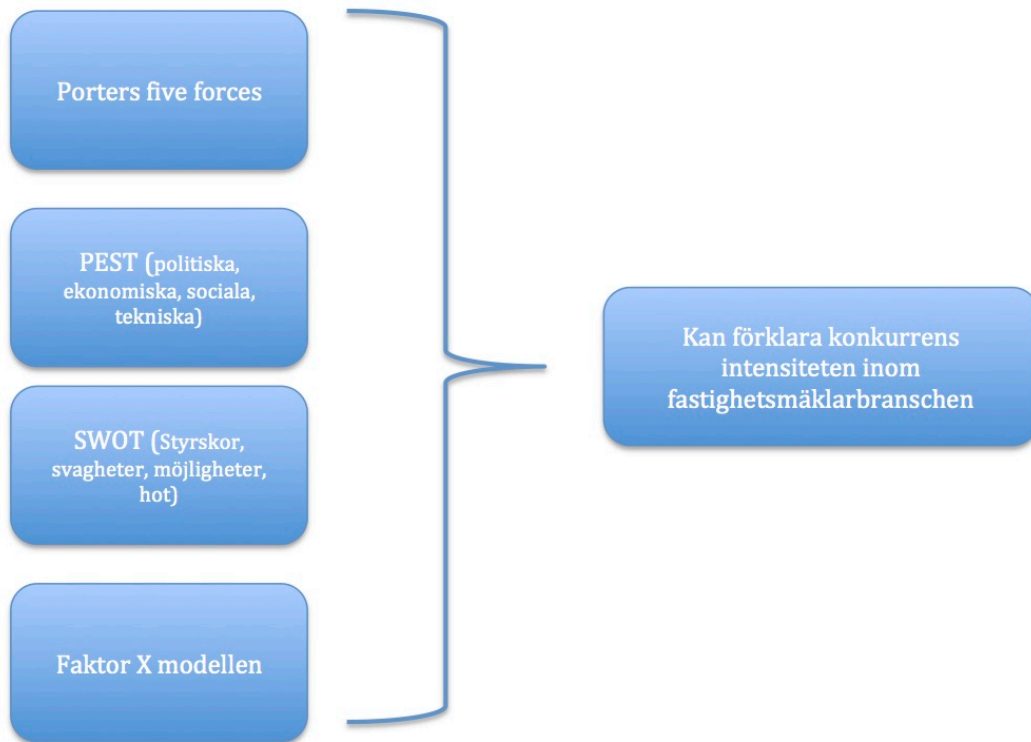 Porters five forces
PEST (politiska,
ekonomiska, sociala,
tekniska)
SWOT (Styrskor,
svagheter, möjligheter,
hot)
Faktor X modellen
Kan förklara konkurrens
intensiteten inom
fastighetsmäklarbranschen